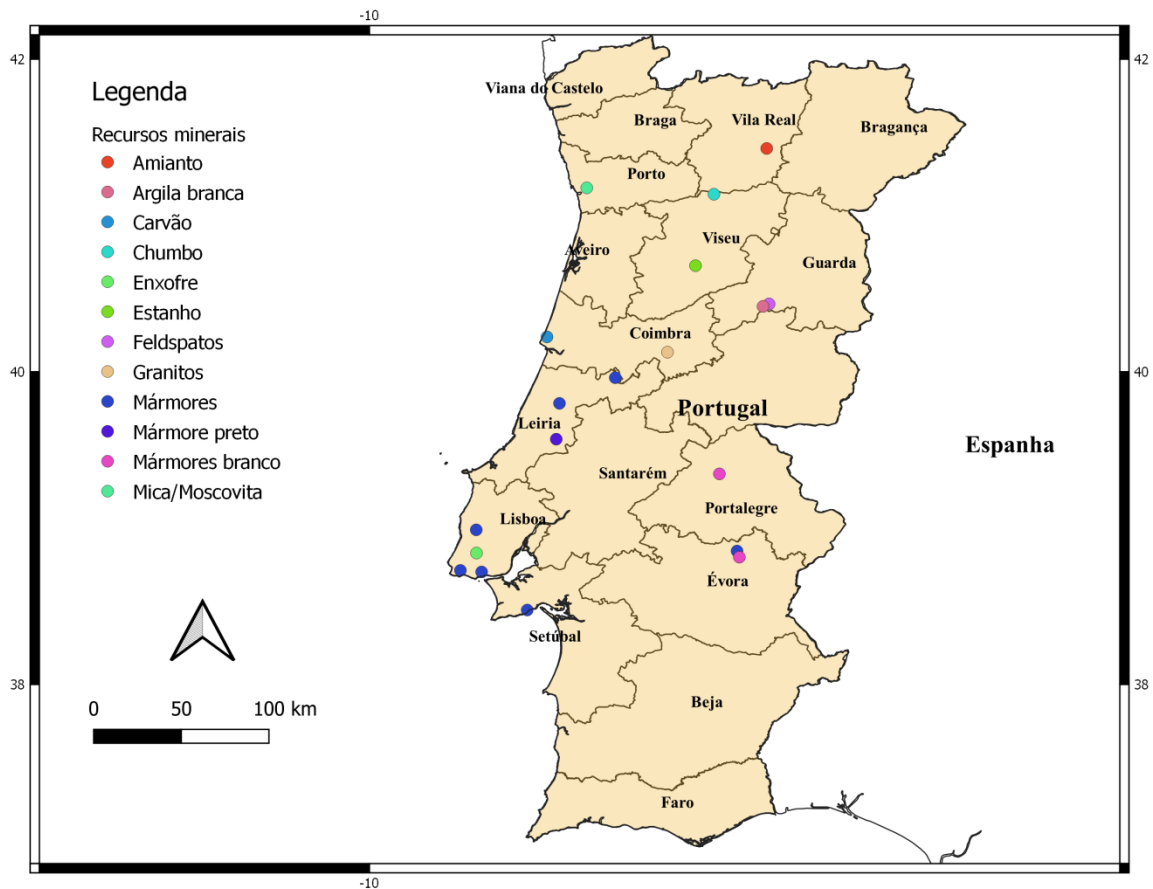 -10
42
42
Viana do Castelo
Legenda
Braga
Vila Real
Bragança
Recursos minerais
Amianto
Argila branca
Carvão
Chumbo
Enxofre
Estanho
Feldspatos
Granitos
Mármores
Mármore preto
Mármores branco
Mica/Moscovita
Porto
Viseu
Aveiro
Guarda
Coimbra
40
40
Portugal
Leiria
Espanha
Santarém
Portalegre
Lisboa
Évora
Setúbal
38
38
Beja
0 50 100 km
Faro
-10